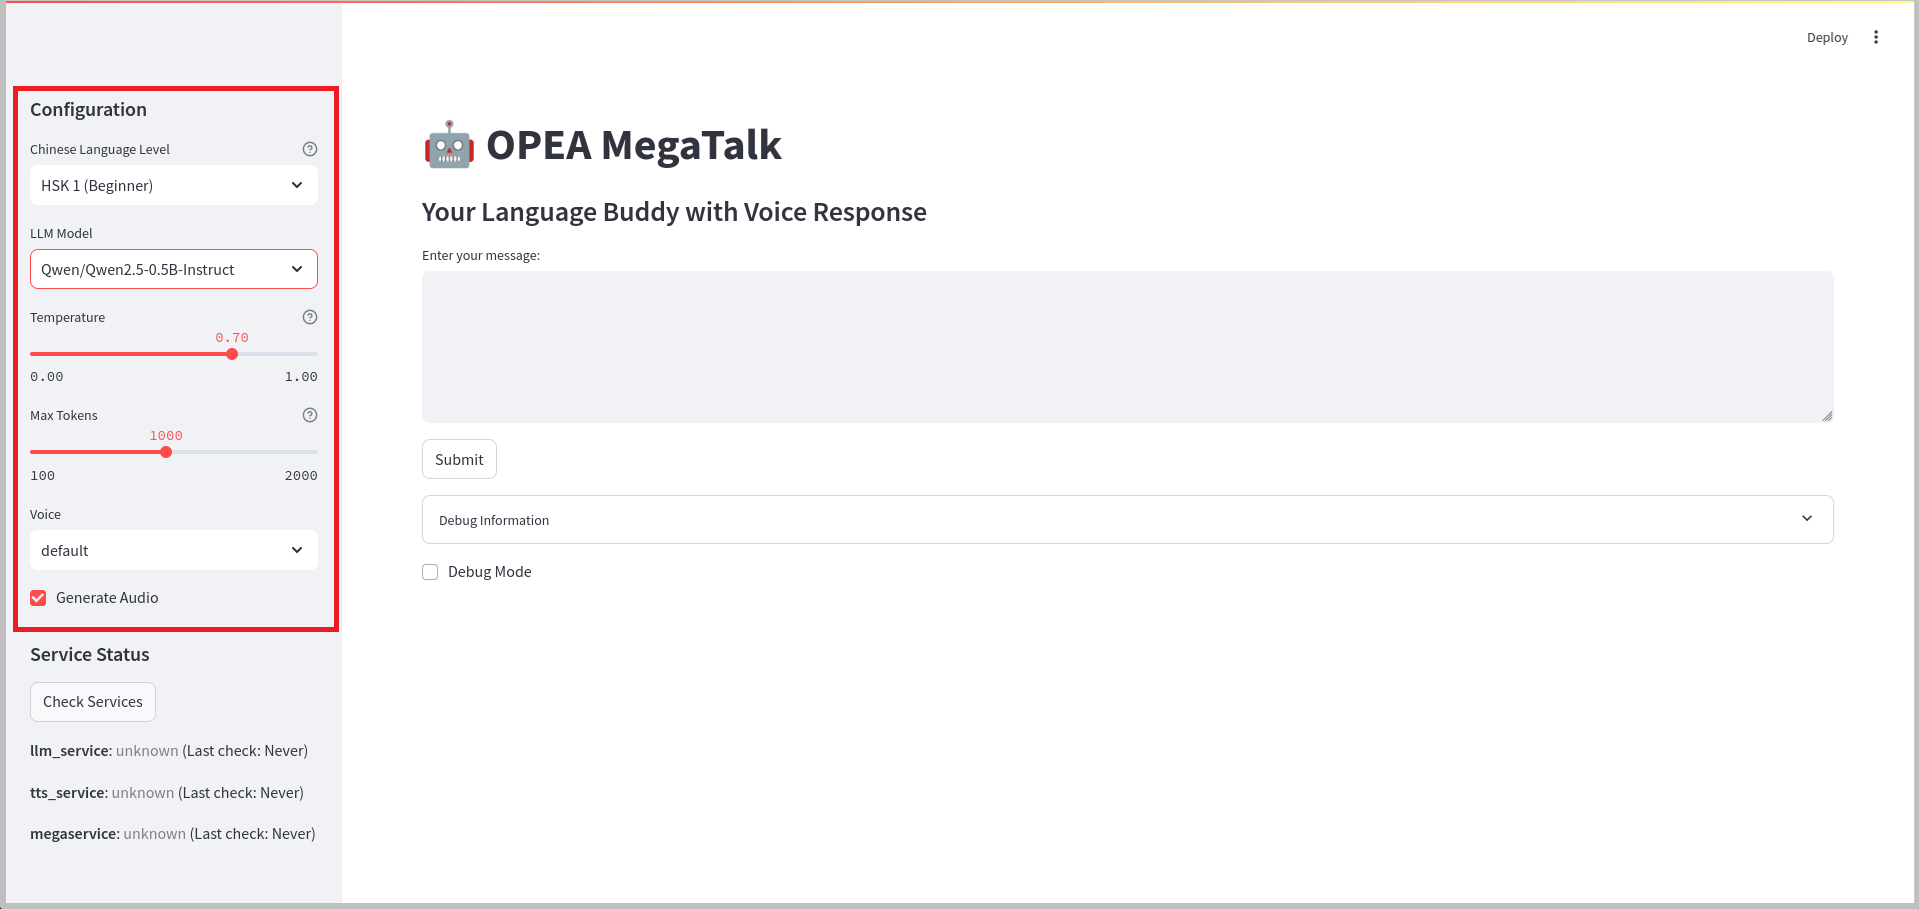 Deploy
Configuration
Chinese Language Level
HSK 1 (Beginner)
LLM Model
Qwen/Qwen2.5-0.5B-Instruct
Temperature
0.70
0.00 1.00
Max Tokens
1000
100 2000
Voice
default
Generate Audio
Service Status
Check Services
llm_service: unknown (Last check: Never)
tts_service: unknown (Last check: Never)
megaservice: unknown (Last check: Never)
OPEA MegaTalk
Your Language Buddy with Voice Response
Enter your message:
Submit
Debug Information
Debug Mode